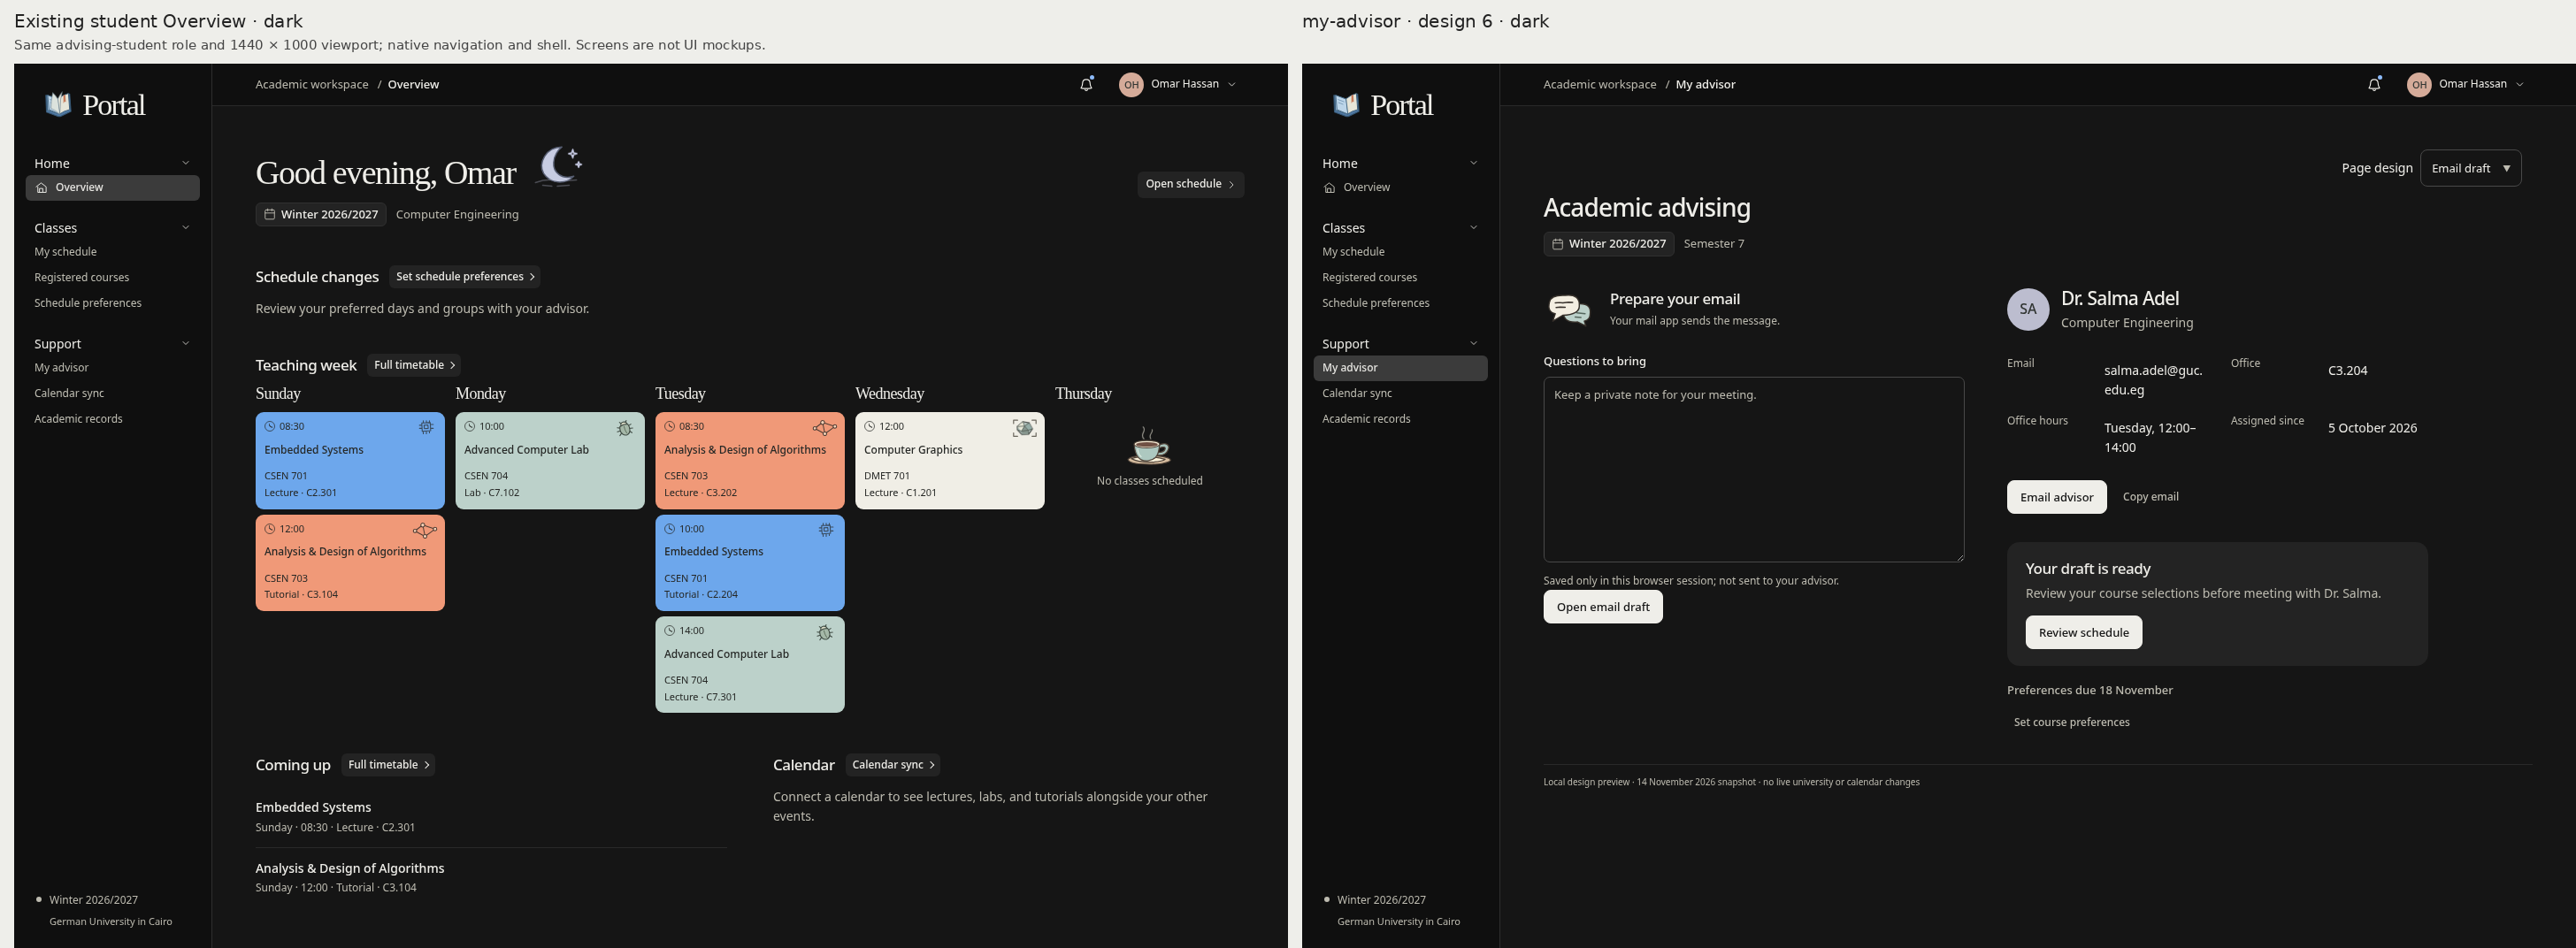 Existing student Overview · dark
Same advising-student role and 1440 × 1000 viewport; native navigation and shell. Screens are not UI mockups.
Portal
Home
Overview
Classes
My schedule
Registered courses
Schedule preferences
Support
My advisor
Calendar sync
Academic records
Winter 2026/2027
German University in Cairo
Academic workspace / Overview
OH Omar Hassan
Good evening, Omar
Open schedule
Winter 2026/2027 Computer Engineering
Schedule changes Set schedule preferences
Review your preferred days and groups with your advisor.
Teaching week Full timetable
Sunday
08:30
Embedded Systems
CSEN 701
Lecture · C2.301
12:00
Analysis & Design of Algorithms
CSEN 703
Tutorial · C3.104
Monday
10:00
Advanced Computer Lab
CSEN 704
Lab · C7.102
Tuesday
08:30
Analysis & Design of Algorithms
CSEN 703
Lecture · C3.202
10:00
Embedded Systems
CSEN 701
Tutorial · C2.204
14:00
Advanced Computer Lab
CSEN 704
Lecture · C7.301
Wednesday
12:00
Computer Graphics
DMET 701
Lecture · C1.201
Thursday
No classes scheduled
Coming up Full timetable
Embedded Systems
Sunday · 08:30 · Lecture · C2.301
Analysis & Design of Algorithms
Sunday · 12:00 · Tutorial · C3.104
Calendar Calendar sync
Connect a calendar to see lectures, labs, and tutorials alongside your other
events.
my-advisor · design 6 · dark
Portal
Home
Overview
Classes
My schedule
Registered courses
Schedule preferences
Support
My advisor
Calendar sync
Academic records
Winter 2026/2027
German University in Cairo
Academic workspace / My advisor
OH Omar Hassan
Page design Email draft
Academic advising
Winter 2026/2027 Semester 7
Prepare your email
Your mail app sends the message.
Questions to bring
Keep a private note for your meeting.
Saved only in this browser session; not sent to your advisor.
Open email draft
SA
Dr. Salma Adel
Computer Engineering
Email
salma.adel@guc.
edu.eg
Office
C3.204
Office hours
Tuesday, 12:00–
14:00
Assigned since
5 October 2026
Email advisor Copy email
Your draft is ready
Review your course selections before meeting with Dr. Salma.
Review schedule
Preferences due 18 November
Set course preferences
Local design preview · 14 November 2026 snapshot · no live university or calendar changes